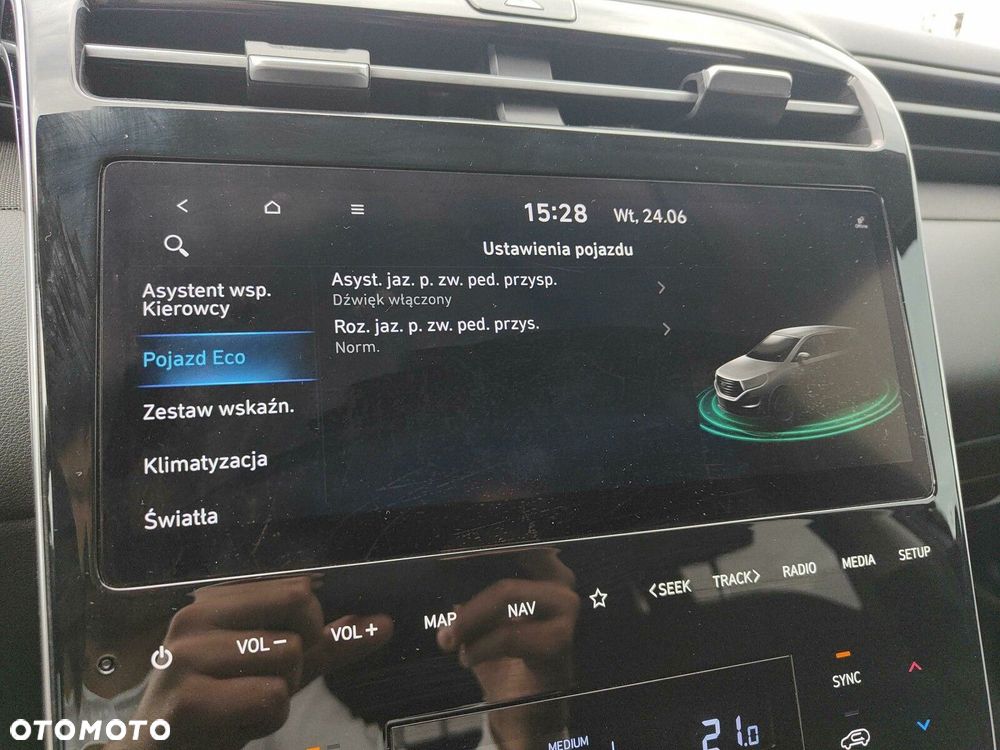 15:28 Wt, 24.06
Ustawienia pojazdu
Asystent wsp.
Kierowcy
Pojazd Eco
Zestaw wskaźn.
Klimatyzacja
Światła
Asyst. jaz. p. zw. ped. przysp.
Dźwięk włączony
Roz. jaz. p. zw. ped. przys.
Norm.
VOL− VOL+ MAP NAV <SEEK TRACK> RADIO MEDIA SETUP
SYNC
MEDIUM 21.0
OTOMOTO